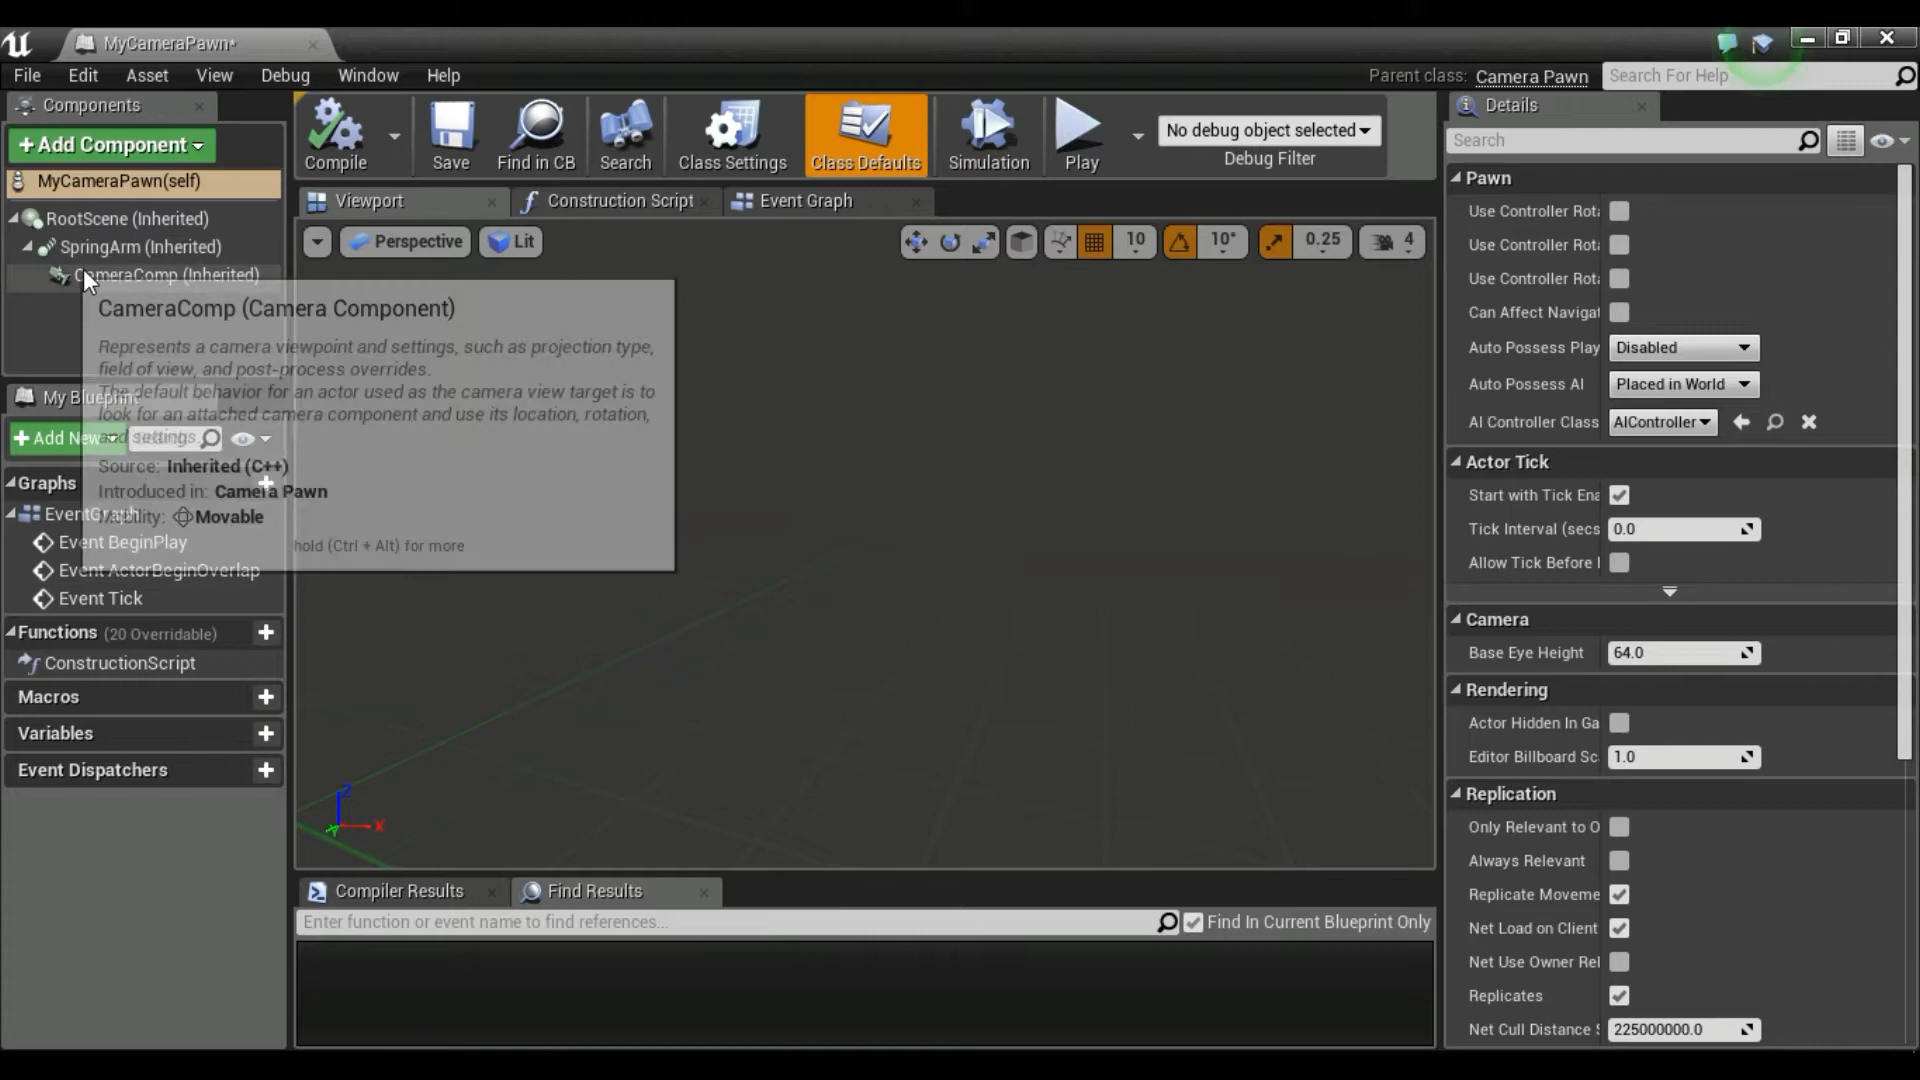 MyCameraPawn*
File Edit Asset View Debug Window Help
Parent class: Camera Pawn
Search For Help
Components
+Add Component
MyCameraPawn(self)
RootScene (Inherited)
SpringArm (Inherited)
CameraComp (Inherited)
CameraComp (Camera Component)
Represents a camera viewpoint and settings, such as projection type,
field of view, and post-process overrides.
The default behavior for an actor used as the camera view target is to
look for an attached camera component and use its location, rotation,
and settings.
Source: Inherited (C++)
Introduced in: Camera Pawn
Mobility: Movable
hold (Ctrl + Alt) for more
My Blueprint
+Add New
Search
Graphs
EventGraph
Event BeginPlay
Event ActorBeginOverlap
Event Tick
Functions (20 Overridable)
ConstructionScript
Macros
Variables
Event Dispatchers
Compile Save Find in CB Search Class Settings Class Defaults Simulation Play
No debug object selected
Debug Filter
Viewport Construction Script Event Graph
Perspective Lit 10 10° 0.25 4
Z
X
Y
Compiler Results Find Results
Enter function or event name to find references...
Find In Current Blueprint Only
Details
Search
Pawn
Use Controller Rota
Use Controller Rota
Use Controller Rota
Can Affect Navigat
Auto Possess Play Disabled
Auto Possess AI Placed in World
AI Controller Class AIController
Actor Tick
Start with Tick Ena
Tick Interval (secs 0.0
Allow Tick Before
Camera
Base Eye Height 64.0
Rendering
Actor Hidden In Ga
Editor Billboard Sc 1.0
Replication
Only Relevant to O
Always Relevant
Replicate Moveme
Net Load on Client
Net Use Owner Rel
Replicates
Net Cull Distance S 225000000.0